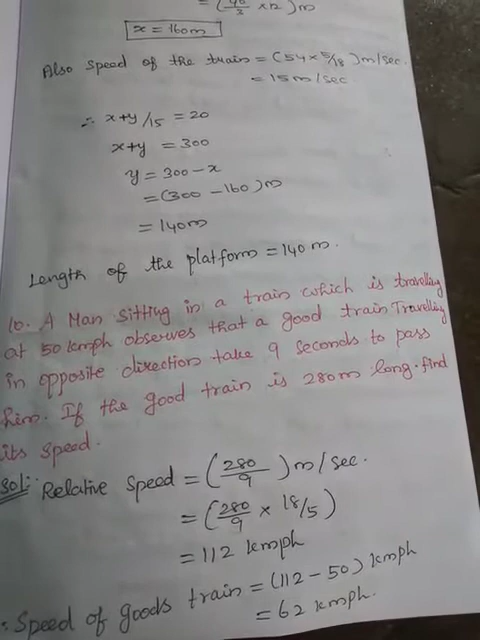 = (40/3 × 12) m
x = 160m
Also Speed of the train = (54 × 5/18) m/sec.
= 15 m/sec
∴ x+y/15 = 20
x+y = 300
y = 300 - x
= (300 - 160) m
= 140m
Length of the platform = 140 m.
10. A Man sitting in a train which is travelling
at 50 kmph observes that a good train Travelling
in opposite direction take 9 seconds to pass
him. If the good train is 280m long. find
its speed.
Sol:- Relative Speed = (280/9) m/sec.
= (280/9 × 18/5)
= 112 kmph
∴ Speed of goods train = (112 - 50) kmph
= 62 kmph.